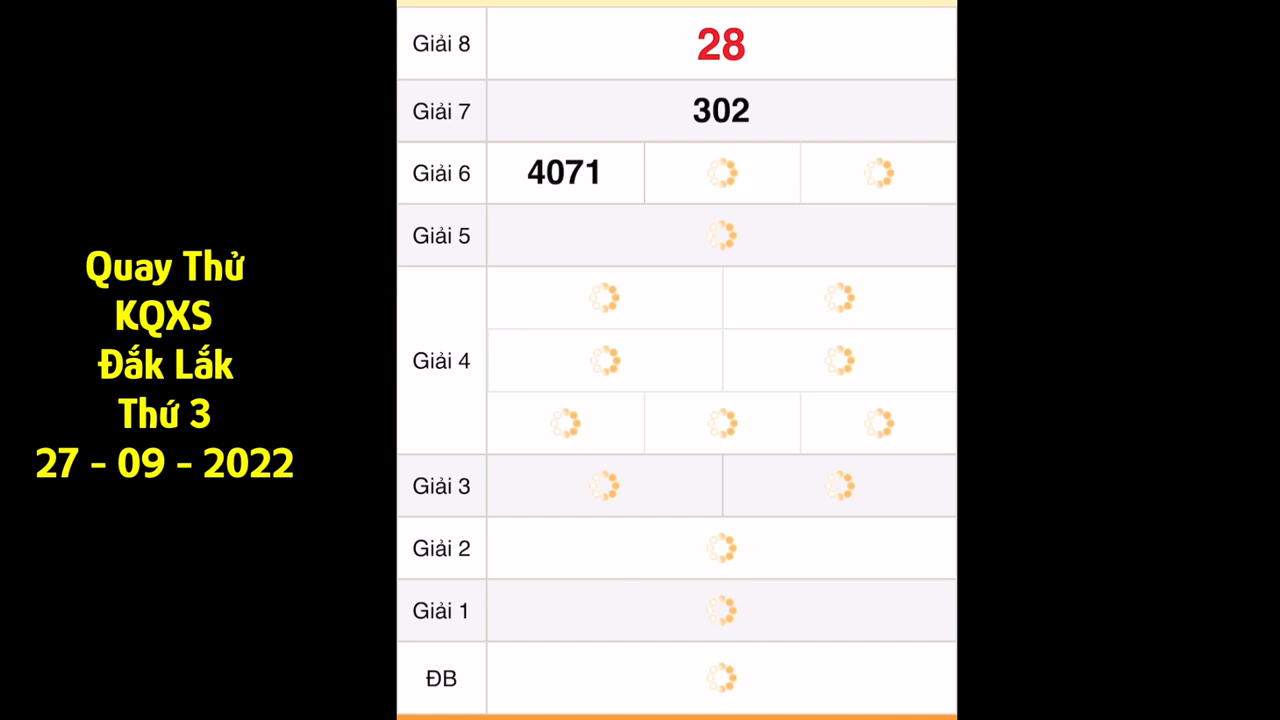 Quay Thử
KQXS
Đắk Lắk
Thứ 3
27 - 09 - 2022
Giải 8 28
Giải 7 302
Giải 6 4071
Giải 5
Giải 4
Giải 3
Giải 2
Giải 1
ĐB